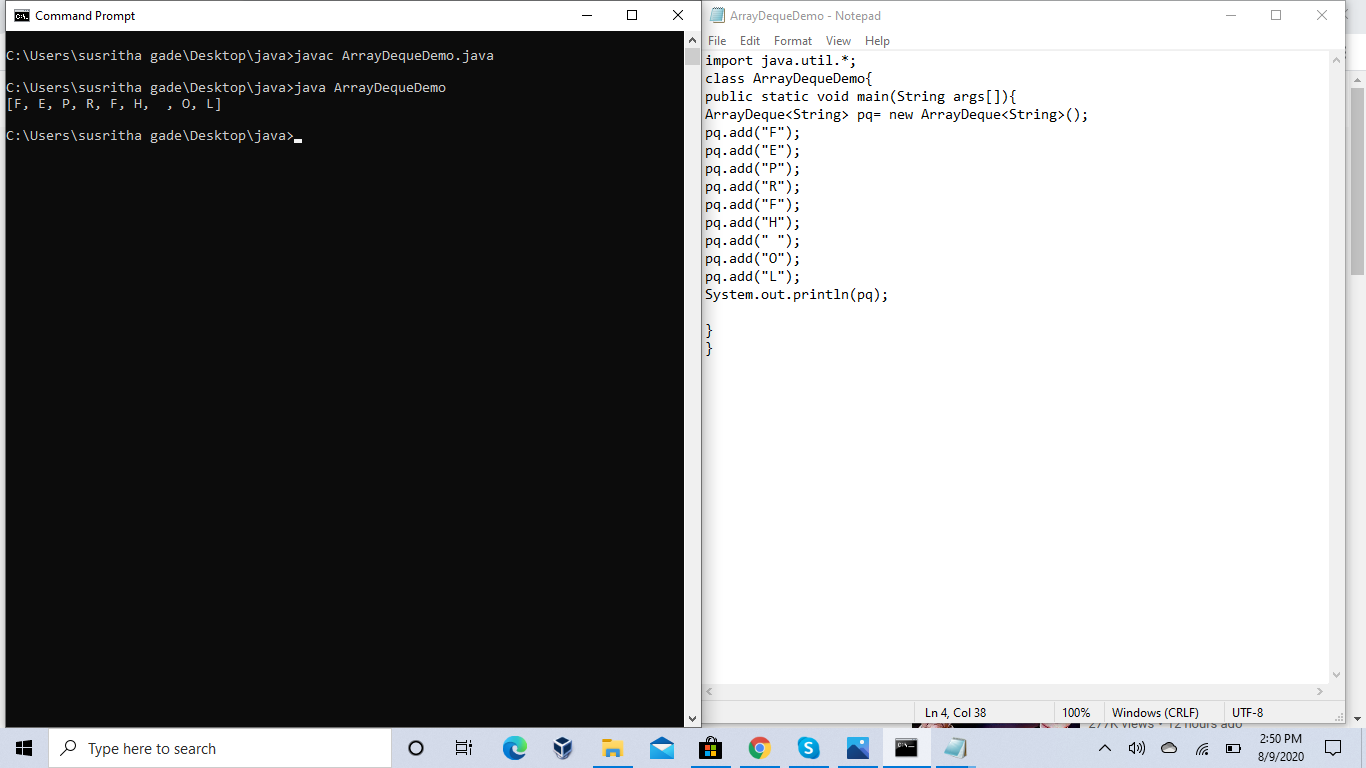 Command Prompt
C:\Users\susritha gade\Desktop\java>javac ArrayDequeDemo.java
C:\Users\susritha gade\Desktop\java>java ArrayDequeDemo
[F, E, P, R, F, H,  , O, L]
C:\Users\susritha gade\Desktop\java>
ArrayDequeDemo - Notepad
File Edit Format View Help
import java.util.*;
class ArrayDequeDemo{
public static void main(String args[]){
ArrayDeque<String> pq= new ArrayDeque<String>();
pq.add("F");
pq.add("E");
pq.add("P");
pq.add("R");
pq.add("F");
pq.add("H");
pq.add(" ");
pq.add("O");
pq.add("L");
System.out.println(pq);
}
}
Ln 4, Col 38 100% Windows (CRLF) UTF-8
277K views • 12 hours ago
Type here to search
2:50 PM
8/9/2020